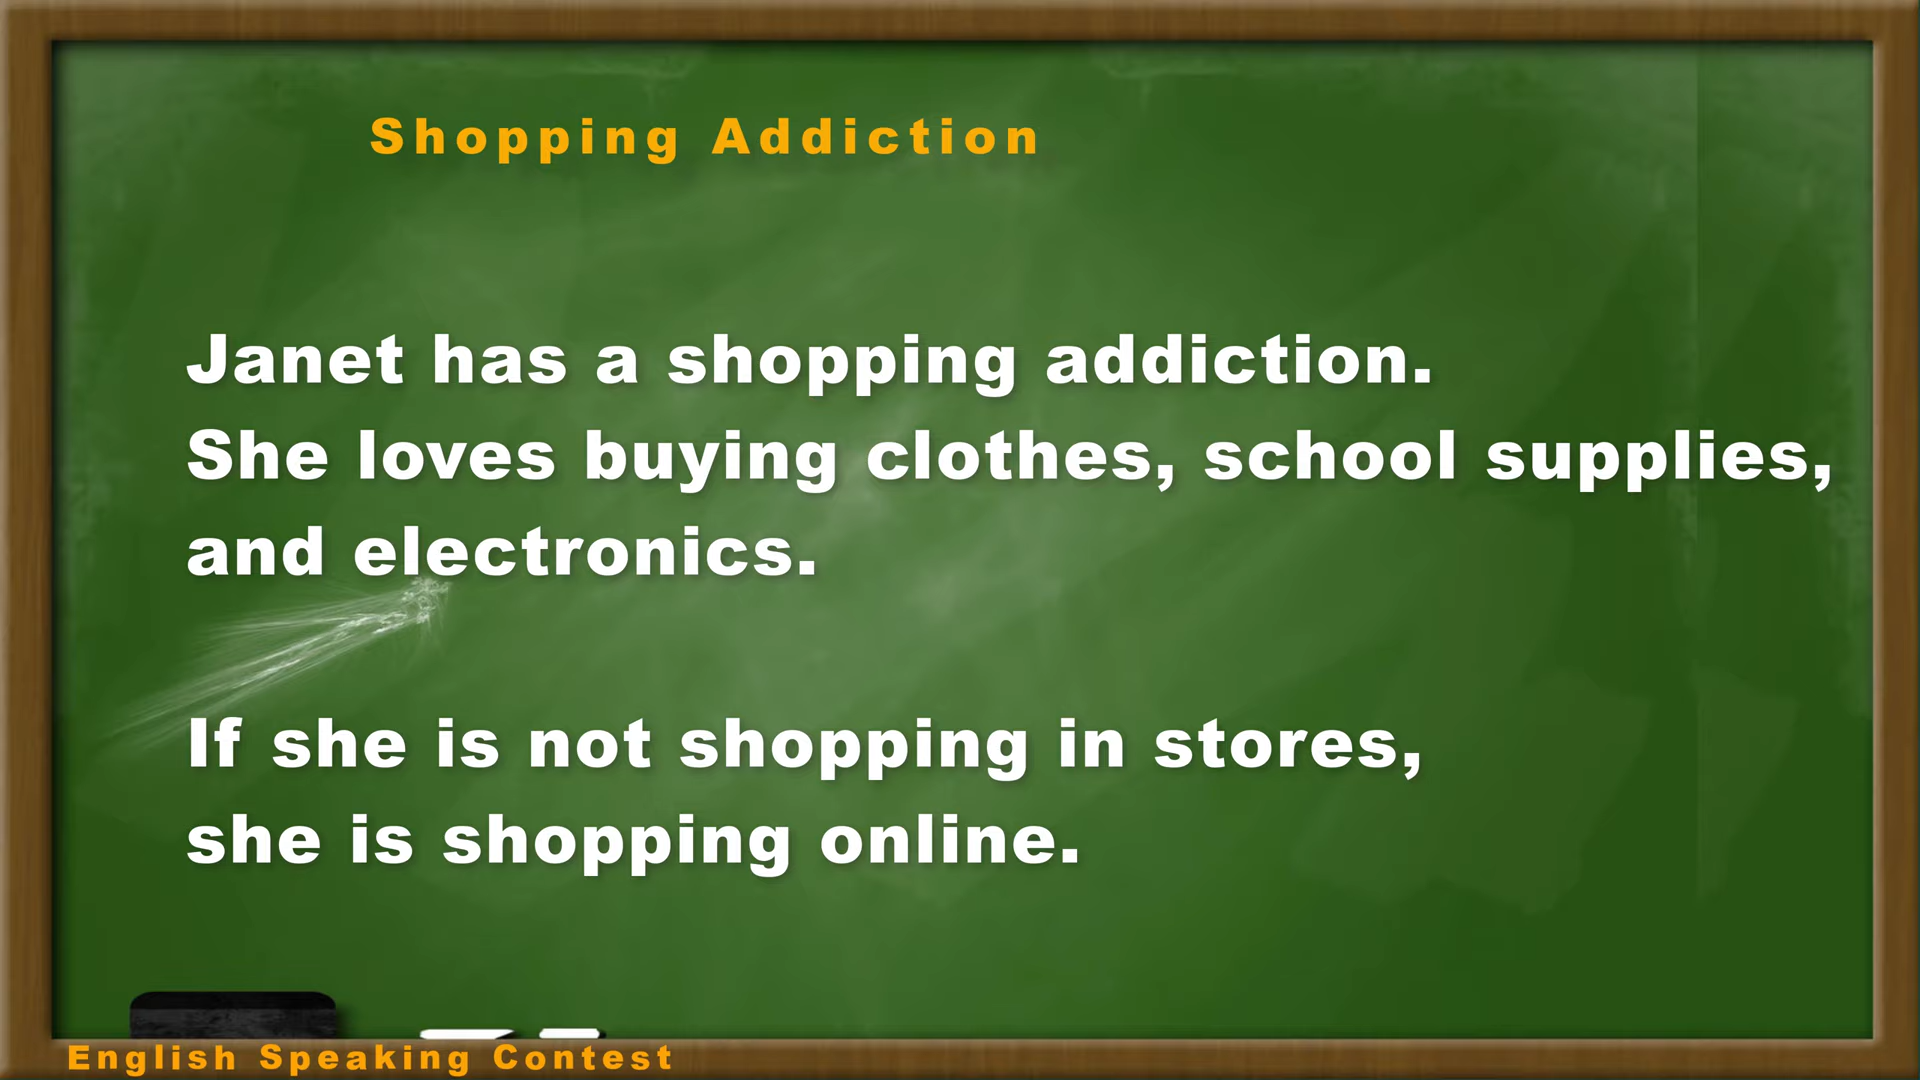 Shopping Addiction
Janet has a shopping addiction.
She loves buying clothes, school supplies,
and electronics.
If she is not shopping in stores,
she is shopping online.
English Speaking Contest